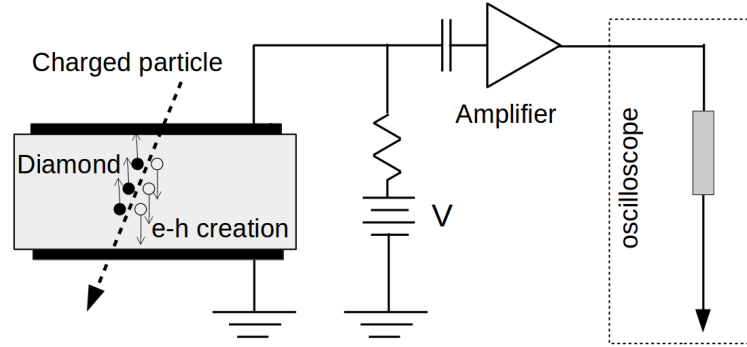 Charged particle
Diamond
e-h creation
Amplifier
V
oscilloscope